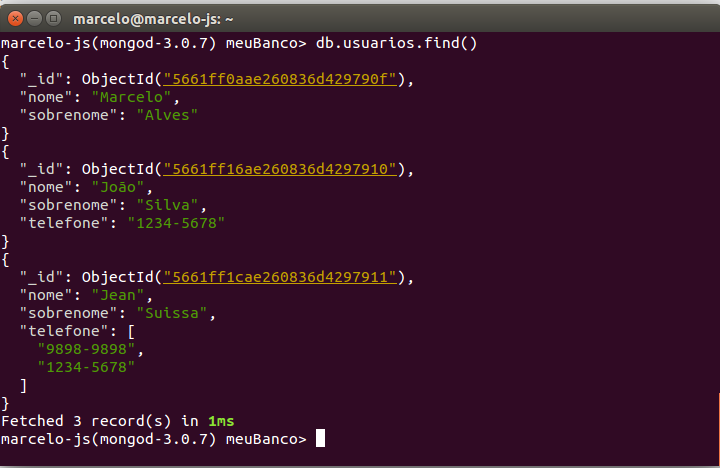 marcelo@marcelo-js: ~
marcelo-js(mongod-3.0.7) meuBanco> db.usuarios.find()
{
  "_id": ObjectId("5661ff0aae260836d429790f"),
  "nome": "Marcelo",
  "sobrenome": "Alves"
}
{
  "_id": ObjectId("5661ff16ae260836d4297910"),
  "nome": "João",
  "sobrenome": "Silva",
  "telefone": "1234-5678"
}
{
  "_id": ObjectId("5661ff1cae260836d4297911"),
  "nome": "Jean",
  "sobrenome": "Suissa",
  "telefone": [
    "9898-9898",
    "1234-5678"
  ]
}
Fetched 3 record(s) in 1ms
marcelo-js(mongod-3.0.7) meuBanco>